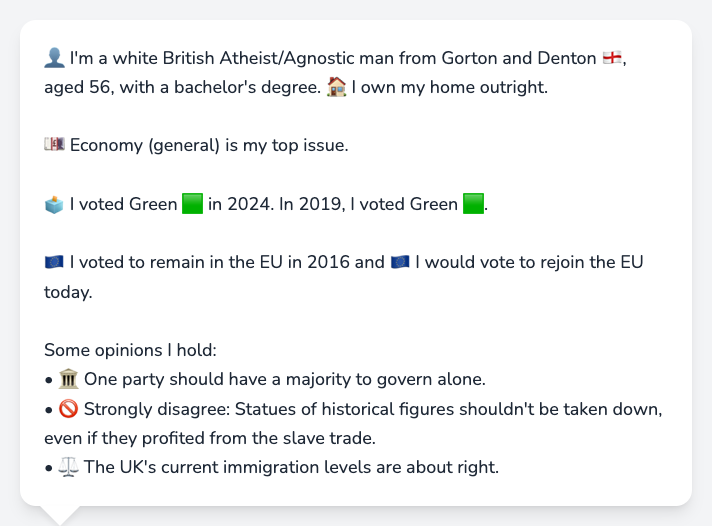 👤 I'm a white British Atheist/Agnostic man from Gorton and Denton 🏴󠁧󠁢󠁥󠁮󠁧󠁿,
aged 56, with a bachelor's degree. 🏠 I own my home outright.
💷 Economy (general) is my top issue.
🗳️ I voted Green 🟩 in 2024. In 2019, I voted Green 🟩.
🇪🇺 I voted to remain in the EU in 2016 and 🇪🇺 I would vote to rejoin the EU
today.
Some opinions I hold:
• 🏛️ One party should have a majority to govern alone.
• 🚫 Strongly disagree: Statues of historical figures shouldn't be taken down,
even if they profited from the slave trade.
• ⚖️ The UK's current immigration levels are about right.